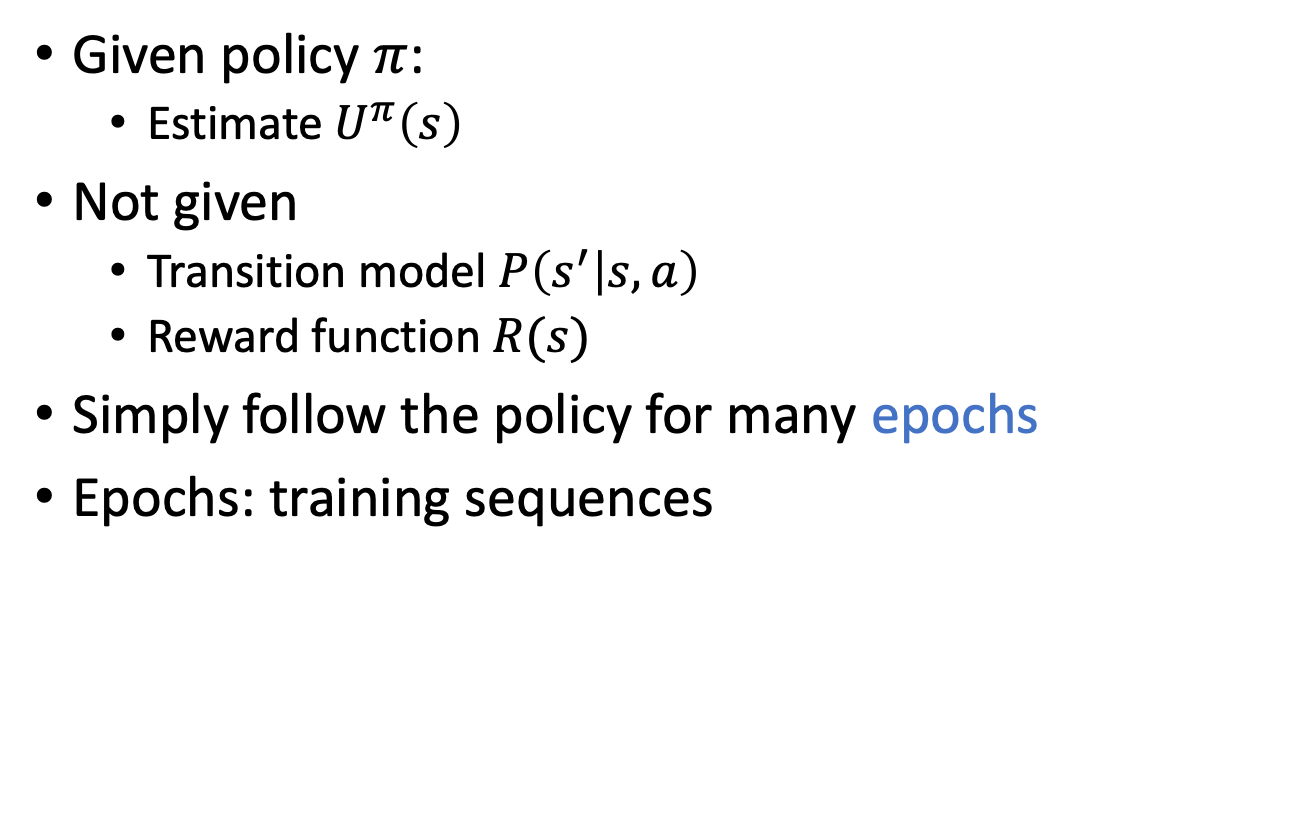 • Given policy π:
• Estimate U^π(s)
• Not given
• Transition model P(s′|s, a)
• Reward function R(s)
• Simply follow the policy for many epochs
• Epochs: training sequences